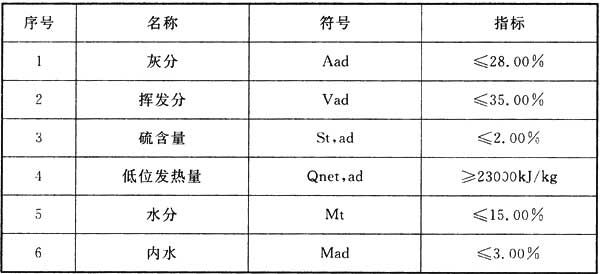 序号 名称 符号 指标
1 灰分 Aad ≤28.00%
2 挥发分 Vad ≤35.00%
3 硫含量 St,ad ≤2.00%
4 低位发热量 Qnet,ad ≥23000kJ/kg
5 水分 Mt ≤15.00%
6 内水 Mad ≤3.00%